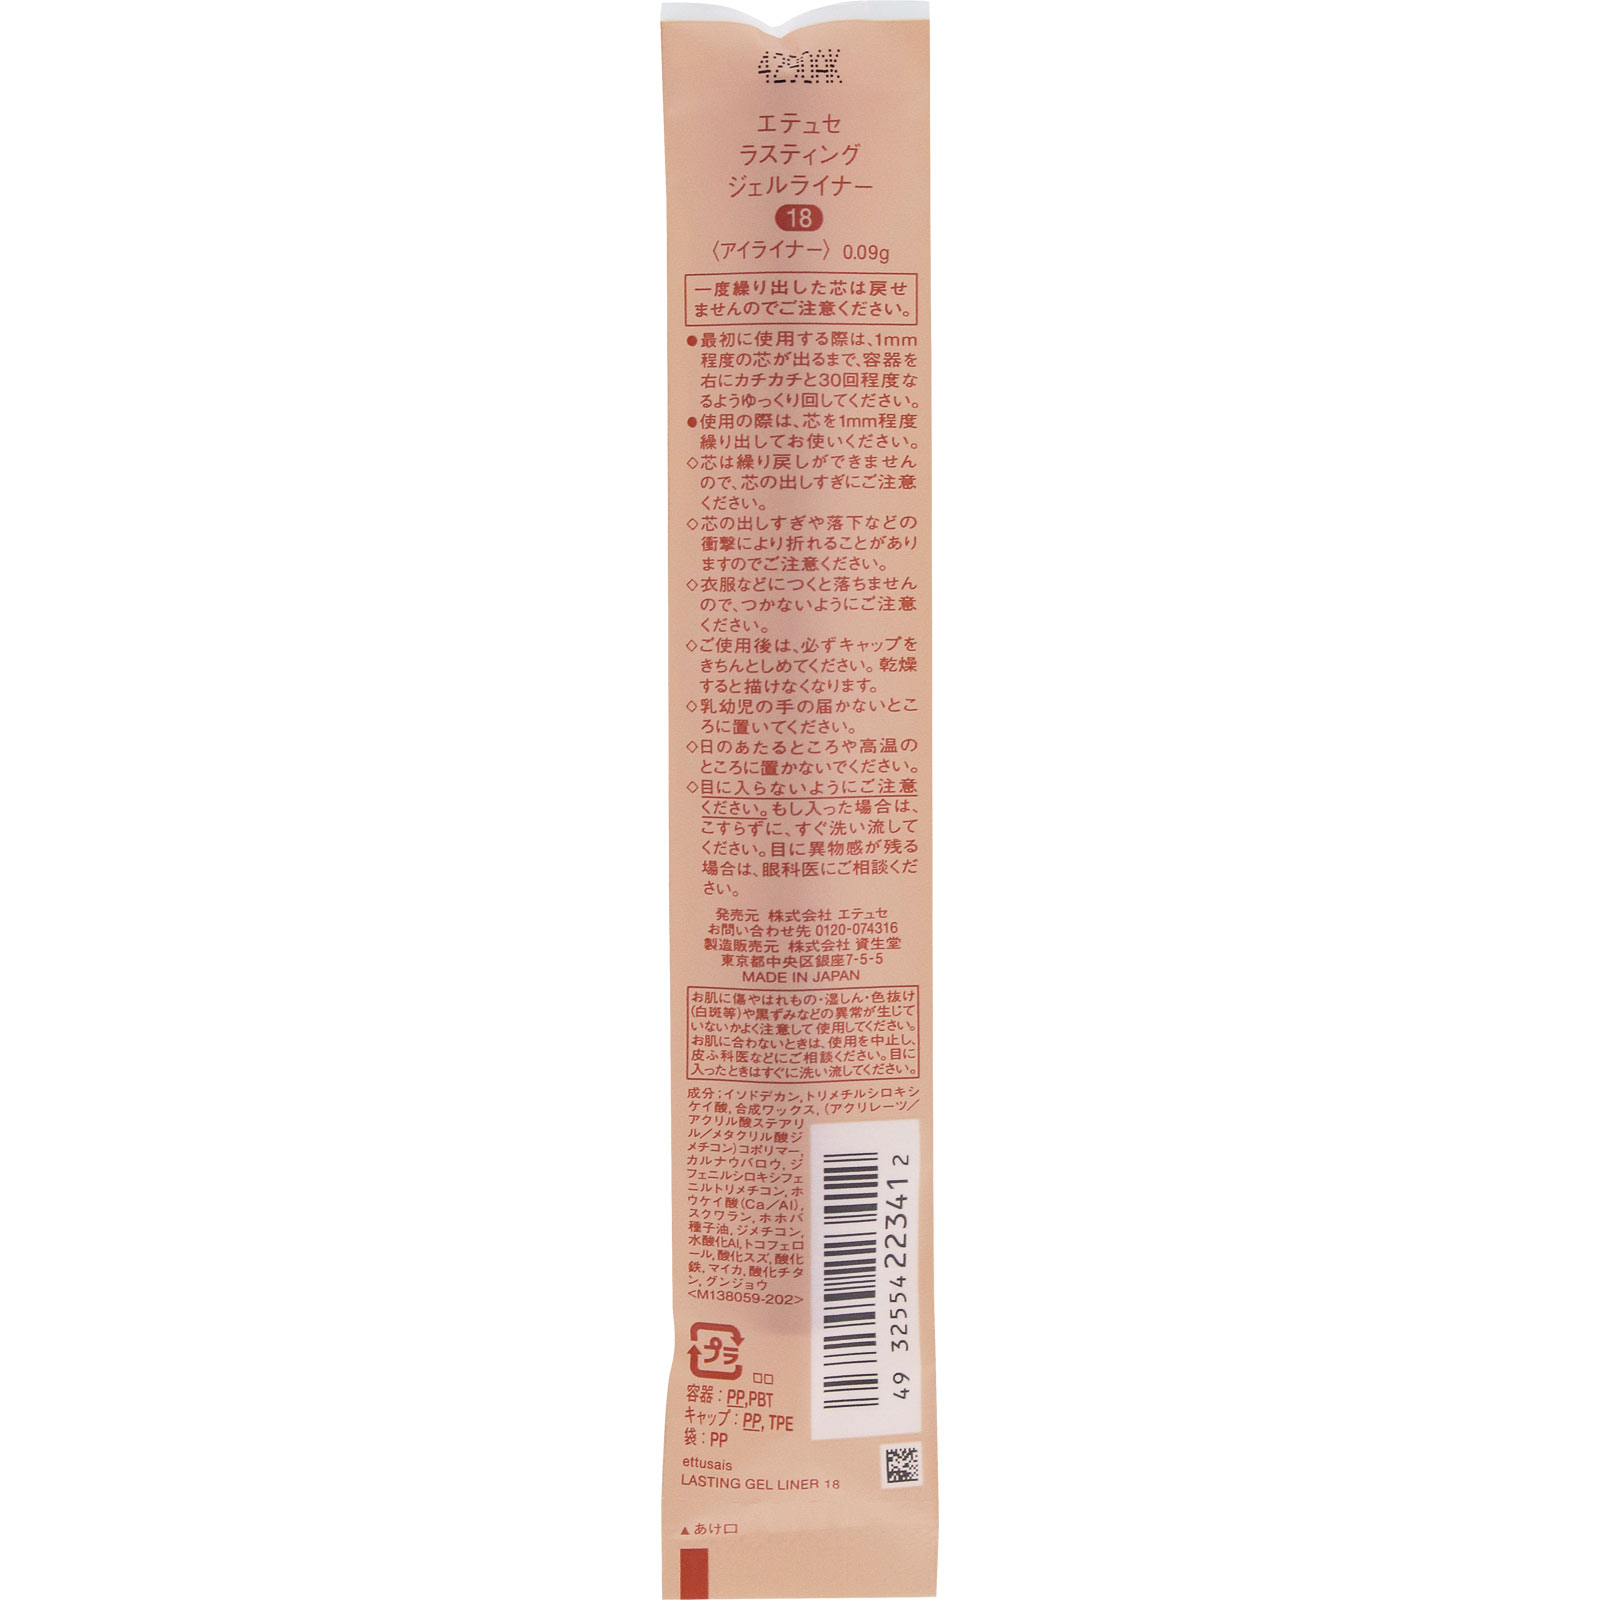 4290AK
エテュセ
ラスティング
ジェルライナー
18
〈アイライナー〉 0.09g
一度繰り出した芯は戻せ
ませんのでご注意ください。
●最初に使用する際は、1mm
程度の芯が出るまで、容器を
右にカチカチと30回程度な
るようゆっくり回してください。
●使用の際は、芯を1mm程度
繰り出してお使いください。
◇芯は繰り戻しができません
ので、芯の出しすぎにご注意
ください。
◇芯の出しすぎや落下などの
衝撃により折れることがあり
ますのでご注意ください。
◇衣服などにつくと落ちません
ので、つかないようにご注意
ください。
◇ご使用後は、必ずキャップを
きちんとしめてください。乾燥
すると描けなくなります。
◇乳幼児の手の届かないとこ
ろに置いてください。
◇日のあたるところや高温の
ところに置かないでください。
◇目に入らないようにご注意
ください。もし入った場合は、
こすらずに、すぐ洗い流して
ください。目に異物感が残る
場合は、眼科医にご相談くだ
さい。
発売元 株式会社 エテュセ
お問い合わせ先 0120-074316
製造販売元 株式会社 資生堂
東京都中央区銀座7-5-5
MADE IN JAPAN
お肌に傷やはれもの・湿しん・色抜け
(白斑等)や黒ずみなどの異常が生じて
いないかよく注意して使用してください。
お肌に合わないときは、使用を中止し、
皮ふ科医などにご相談ください。目に
入ったときはすぐに洗い流してください。
成分：イソドデカン,トリメチルシロキシ
ケイ酸,合成ワックス,(アクリレーツ／
アクリル酸ステアリ
ル／メタクリル酸ジ
メチコン)コポリマー,
カルナウバロウ,ジ
フェニルシロキシフェ
ニルトリメチコン,ホ
ウケイ酸(Ca／Al),
スクワラン,ホホバ
種子油,ジメチコン,
水酸化Al,トコフェロ
ール,酸化スズ,酸化
鉄,マイカ,酸化チタ
ン,グンジョウ
<M138059-202>
49 32554 223412
プラ
容器：PP,PBT
キャップ：PP,TPE
袋：PP
ettusais
LASTING GEL LINER 18
▲あけ口